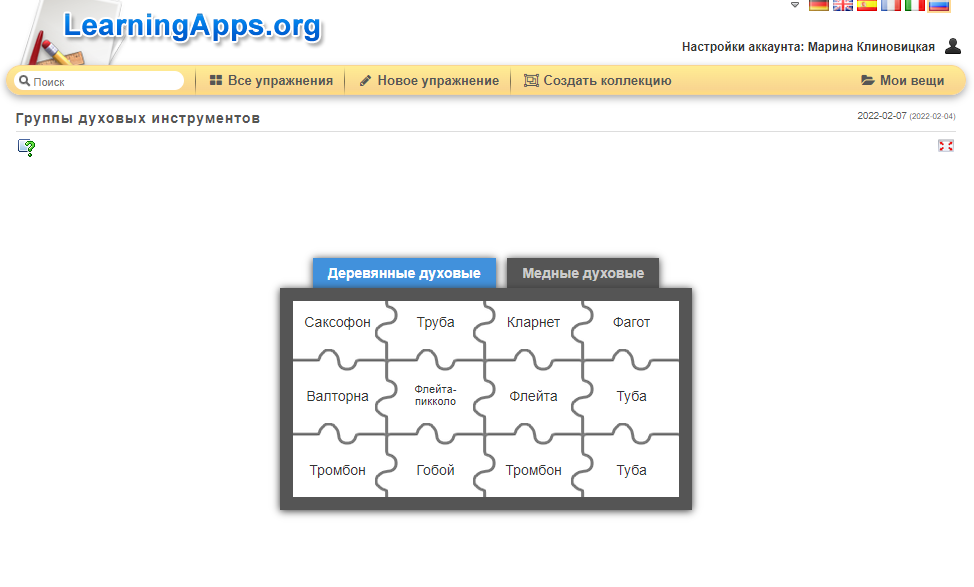 LearningApps.org
Настройки аккаунта: Марина Клиновицкая
Поиск Все упражнения Новое упражнение Создать коллекцию Мои вещи
Группы духовых инструментов 2022-02-07 (2022-02-04)
Деревянные духовые Медные духовые
Саксофон Труба Кларнет Фагот
Валторна Флейта-
пикколо Флейта Туба
Тромбон Гобой Тромбон Туба